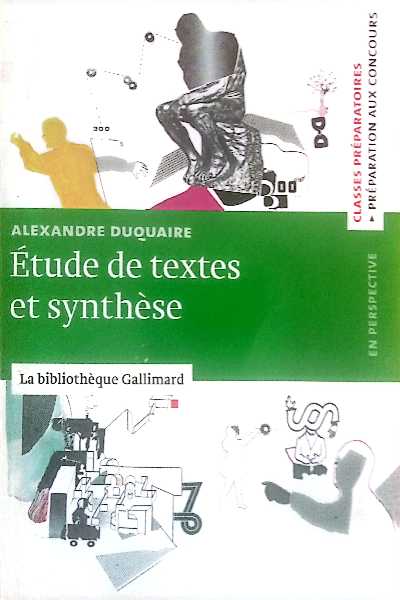 CLASSES PRÉPARATOIRES
▸ PRÉPARATION AUX CONCOURS
ALEXANDRE DUQUAIRE
Étude de textes
et synthèse
EN PERSPECTIVE
La bibliothèque Gallimard